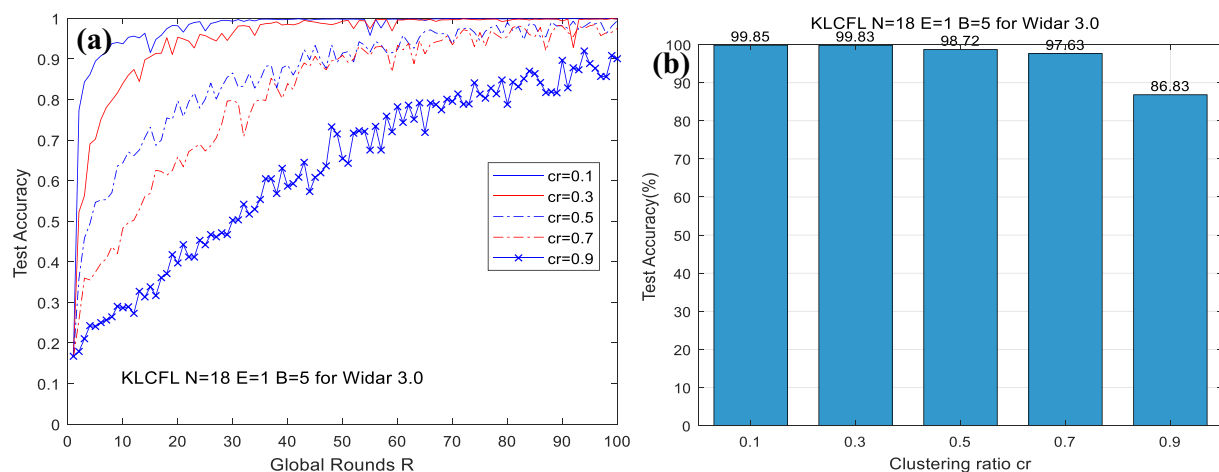 (a)
1
0.9
0.8
0.7
0.6
0.5
0.4
0.3
0.2
0.1
0
Test Accuracy
cr=0.1
cr=0.3
cr=0.5
cr=0.7
cr=0.9
KLCFL N=18 E=1 B=5 for Widar 3.0
0 10 20 30 40 50 60 70 80 90 100
Global Rounds R
KLCFL N=18 E=1 B=5 for Widar 3.0
(b)
99.85 99.83 98.72 97.63 86.83
100
90
80
70
60
50
40
30
20
10
0
Test Accuracy(%)
0.1 0.3 0.5 0.7 0.9
Clustering ratio cr